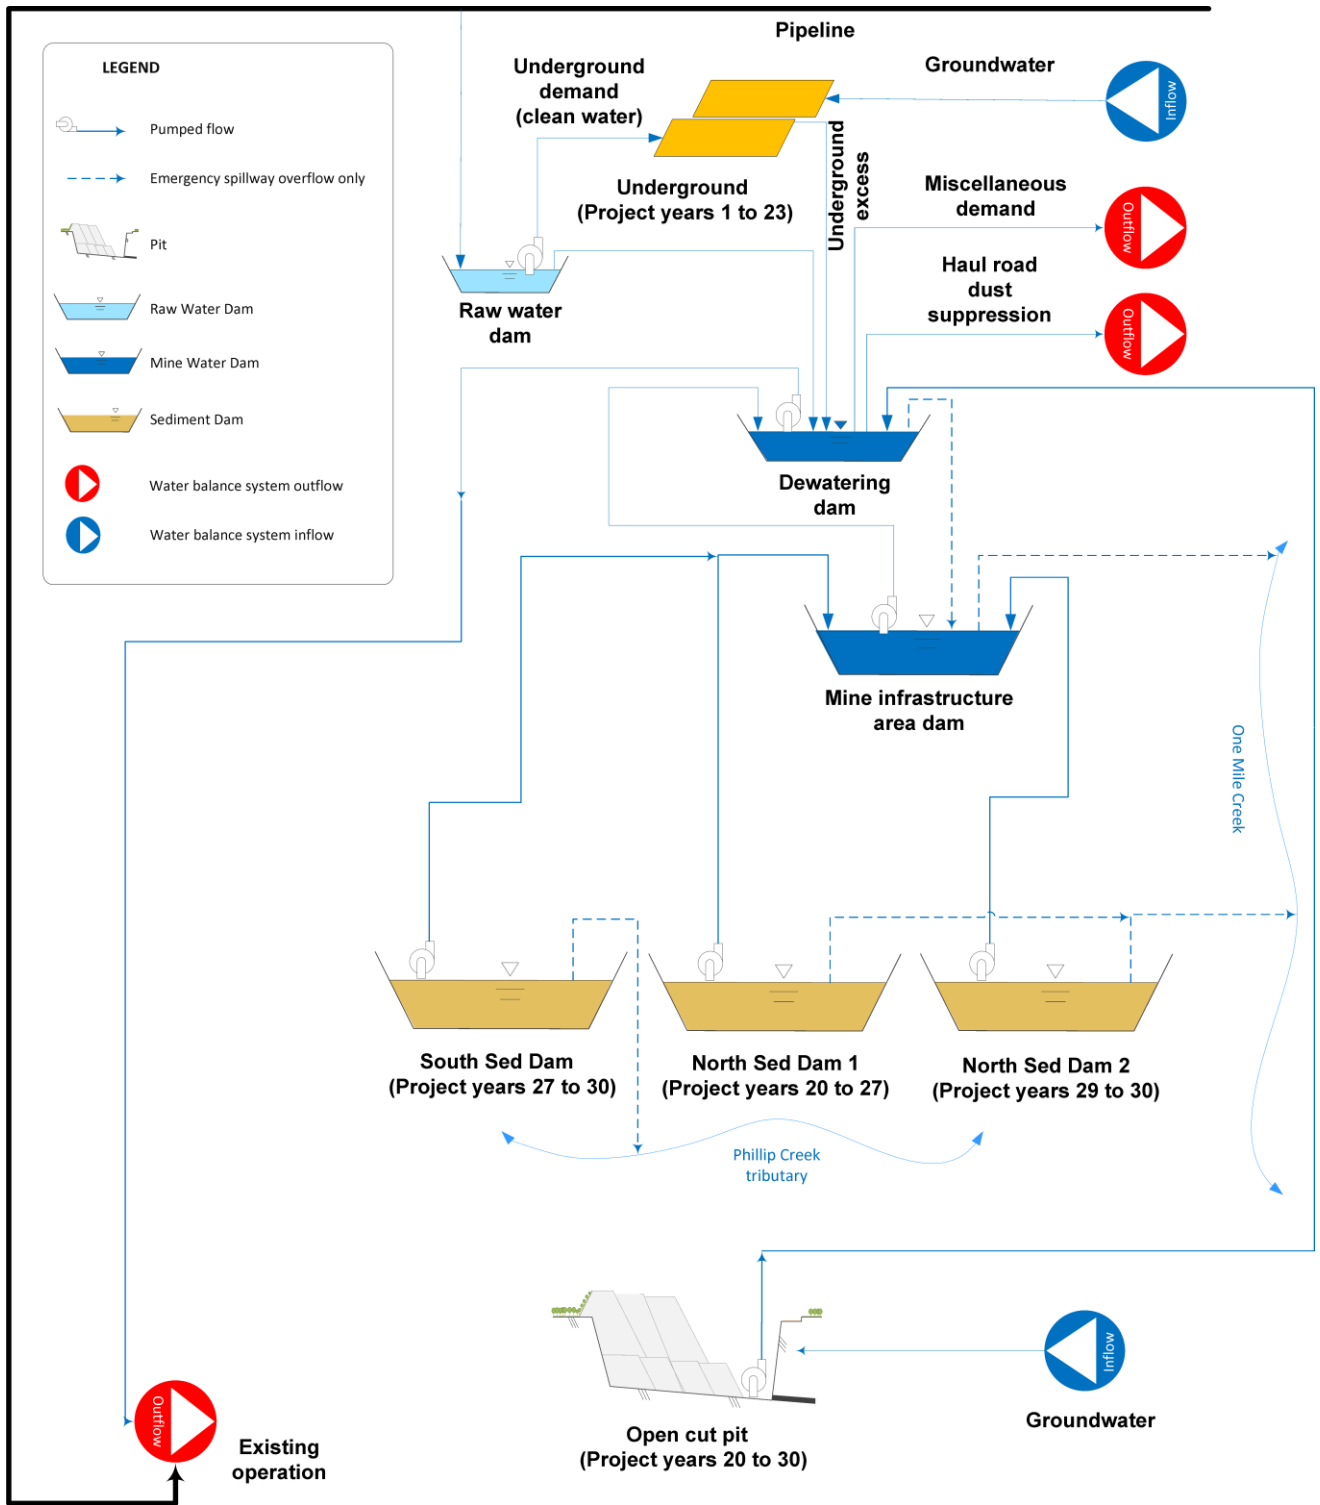 Pipeline
LEGEND
Pumped flow
Emergency spillway overflow only
Pit
Raw Water Dam
Mine Water Dam
Sediment Dam
Water balance system outflow
Water balance system inflow
Underground
demand
(clean water)
Groundwater
Inflow
Underground
(Project years 1 to 23)
Underground
excess
Miscellaneous
demand
Outflow
Haul road
dust
suppression
Outflow
Raw water
dam
Dewatering
dam
Mine infrastructure
area dam
One Mile Creek
South Sed Dam
(Project years 27 to 30)
North Sed Dam 1
(Project years 20 to 27)
North Sed Dam 2
(Project years 29 to 30)
Phillip Creek
tributary
Open cut pit
(Project years 20 to 30)
Inflow
Groundwater
Outflow
Existing
operation